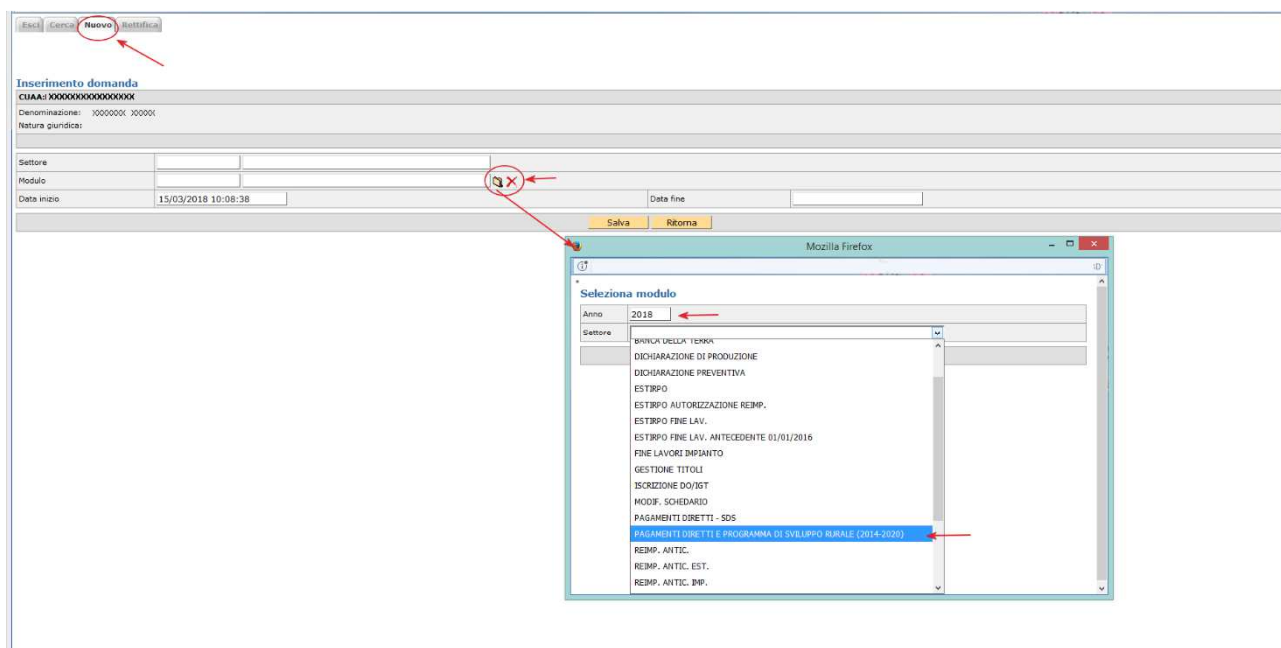 Esci Cerca Nuovo Rettifica
Inserimento domanda
CUAA: XXXXXXXXXXXXXXXX
Denominazione: XXXXXXX XXXXX
Natura giuridica:
Settore
Modulo
Data inizio 15/03/2018 10:08:38 Data fine
Salva Ritorna
Mozilla Firefox
Seleziona modulo
Anno 2018
Settore
BANCA DELLA TERRA
DICHIARAZIONE DI PRODUZIONE
DICHIARAZIONE PREVENTIVA
ESTIRPO
ESTIRPO AUTORIZZAZIONE REIMP.
ESTIRPO FINE LAV.
ESTIRPO FINE LAV. ANTECEDENTE 01/01/2016
FINE LAVORI IMPIANTO
GESTIONE TITOLI
ISCRIZIONE DO/IGT
MODIF. SCHEDARIO
PAGAMENTI DIRETTI - SDS
PAGAMENTI DIRETTI E PROGRAMMA DI SVILUPPO RURALE (2014-2020)
REIMP. ANTIC.
REIMP. ANTIC. EST.
REIMP. ANTIC. IMP.